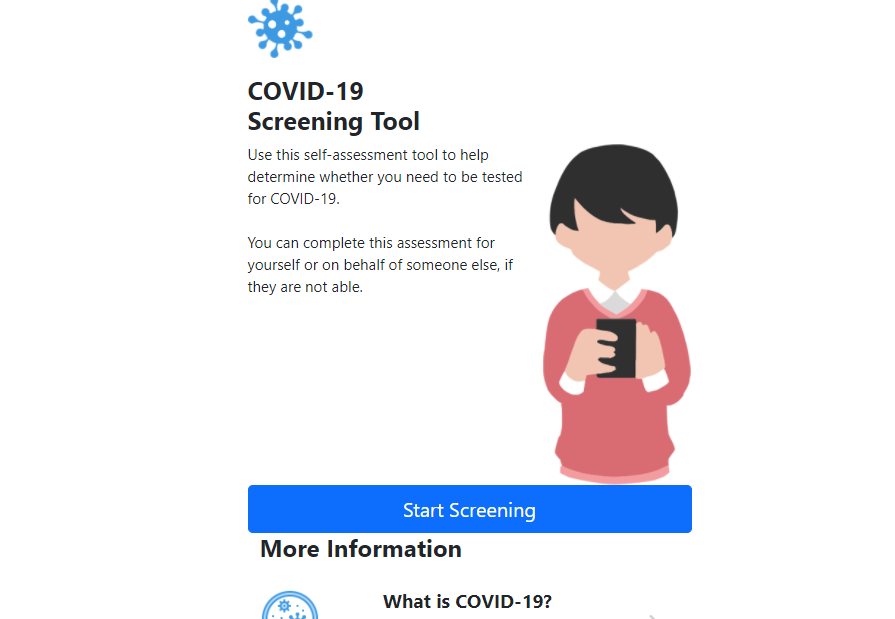 COVID-19
Screening Tool
Use this self-assessment tool to help
determine whether you need to be tested
for COVID-19.
You can complete this assessment for
yourself or on behalf of someone else, if
they are not able.
Start Screening
More Information
What is COVID-19?